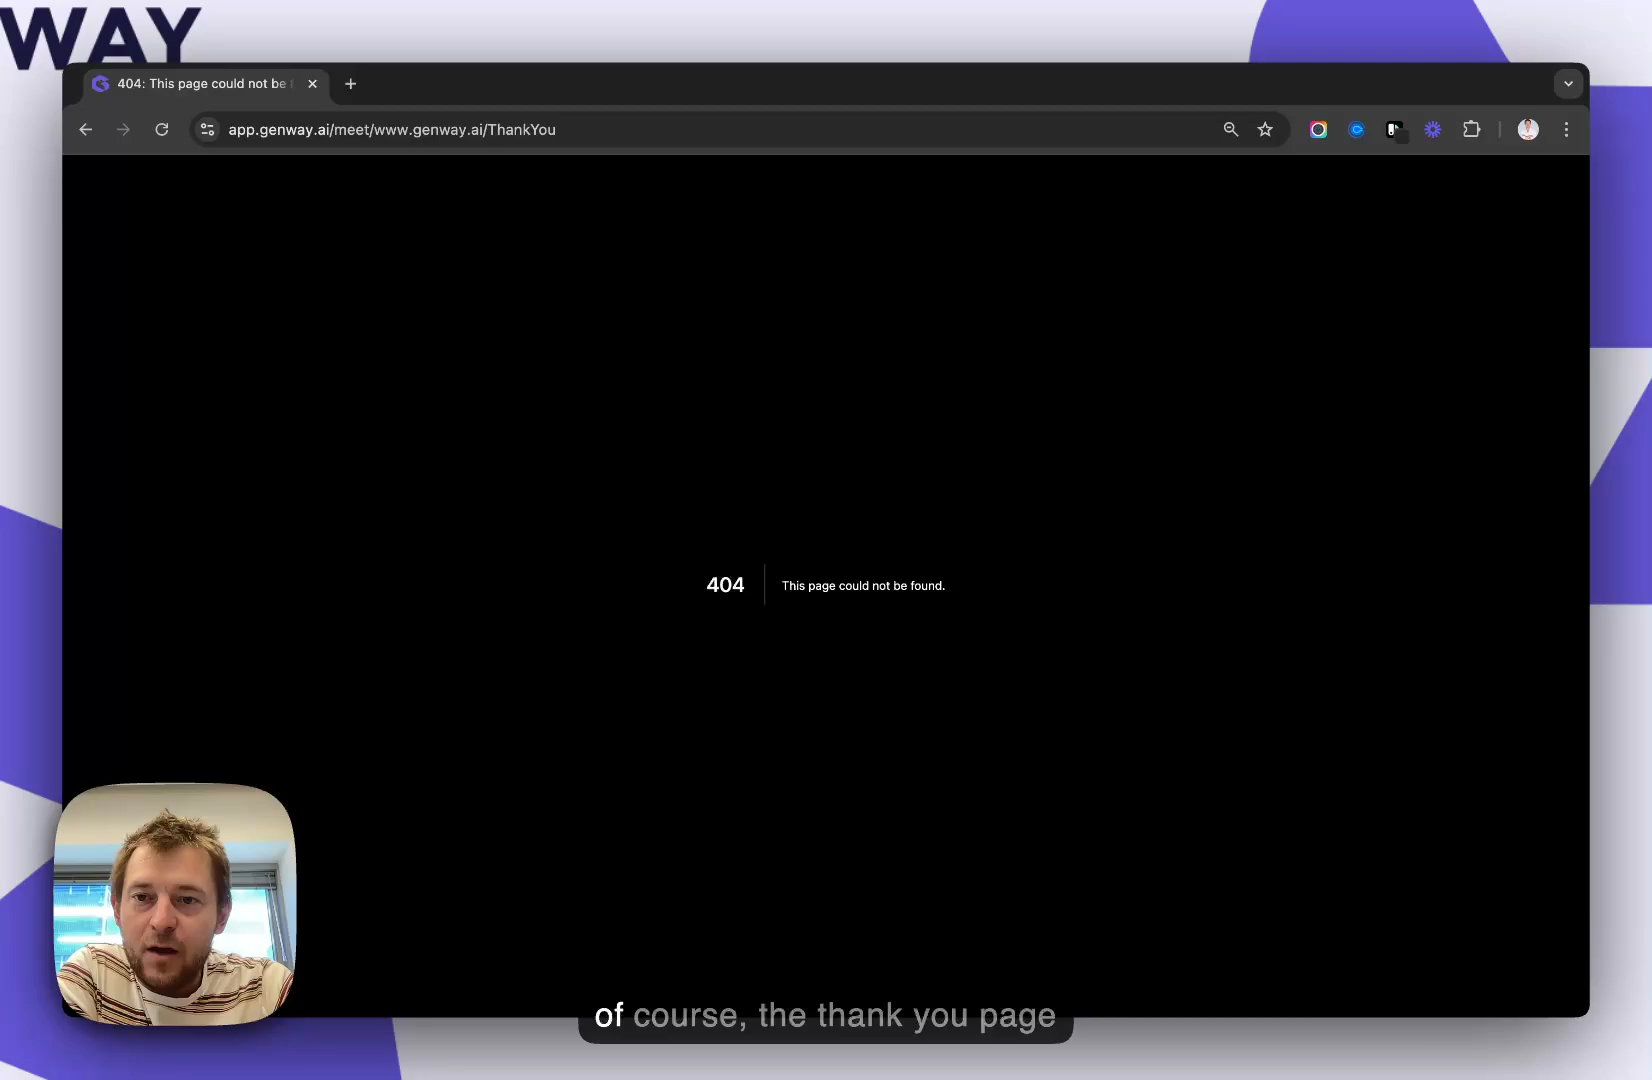 WAY
404: This page could not be
app.genway.ai/meet/www.genway.ai/ThankYou
404
This page could not be found.
of course, the thank you page